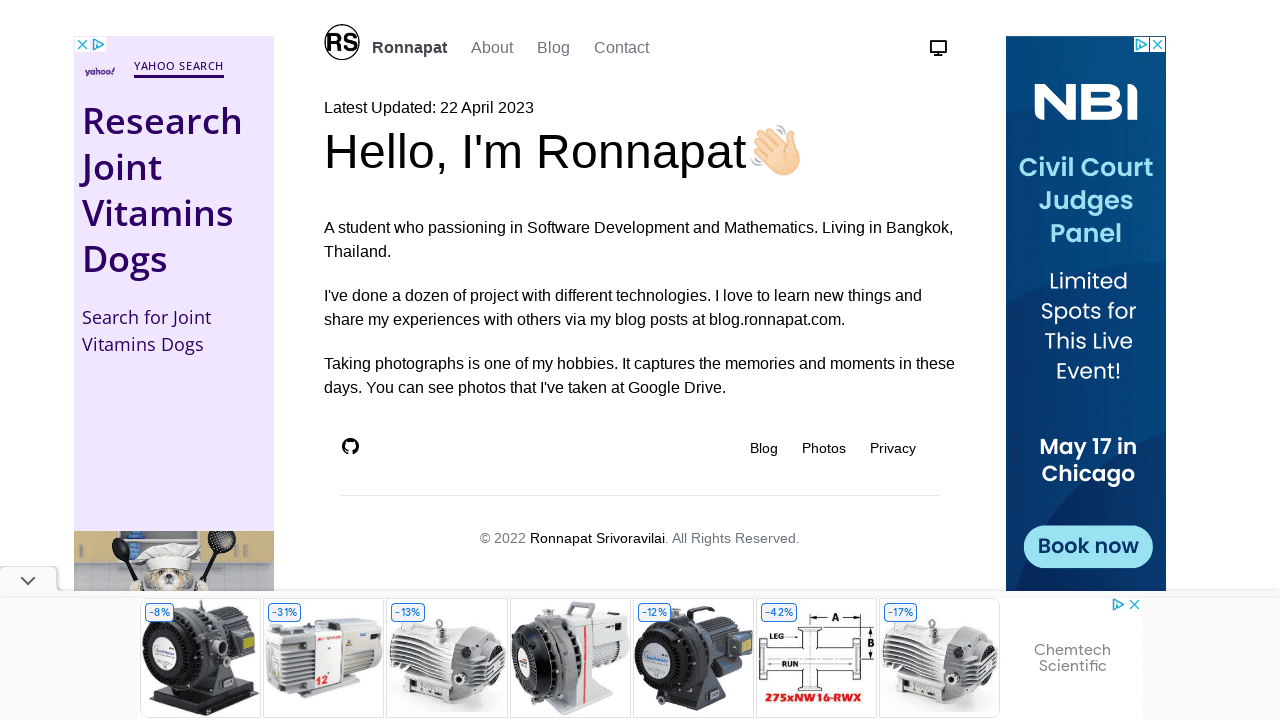 RS
Ronnapat
About
Blog
Contact
yahoo!
YAHOO SEARCH
Research
Joint
Vitamins
Dogs
Search for Joint
Vitamins Dogs
Latest Updated: 22 April 2023
Hello, I'm Ronnapat👋🏻
A student who passioning in Software Development and Mathematics. Living in Bangkok,
Thailand.
I've done a dozen of project with different technologies. I love to learn new things and
share my experiences with others via my blog posts at blog.ronnapat.com.
Taking photographs is one of my hobbies. It captures the memories and moments in these
days. You can see photos that I've taken at Google Drive.
Blog
Photos
Privacy
© 2022 Ronnapat Srivoravilai. All Rights Reserved.
NBI
Civil Court
Judges
Panel
Limited
Spots for
This Live
Event!
May 17 in
Chicago
Book now
-8%
-31%
-13%
-12%
-42%
-17%
12"
A
LEG
B
RUN
275xNW16-RWX
Chemtech
Scientific